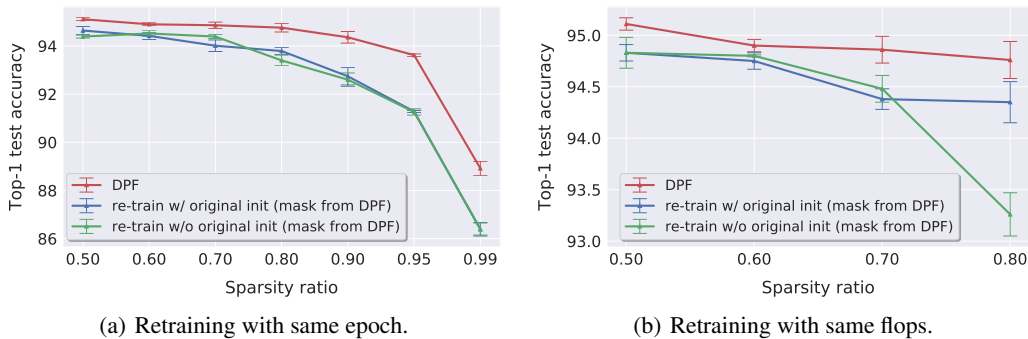 Top-1 test accuracy
94
92
90
88
86
DPF
re-train w/ original init (mask from DPF)
re-train w/o original init (mask from DPF)
0.50 0.60 0.70 0.80 0.90 0.95 0.99
Sparsity ratio
(a) Retraining with same epoch.
Top-1 test accuracy
95.0
94.5
94.0
93.5
93.0
DPF
re-train w/ original init (mask from DPF)
re-train w/o original init (mask from DPF)
0.50 0.60 0.70 0.80
Sparsity ratio
(b) Retraining with same flops.